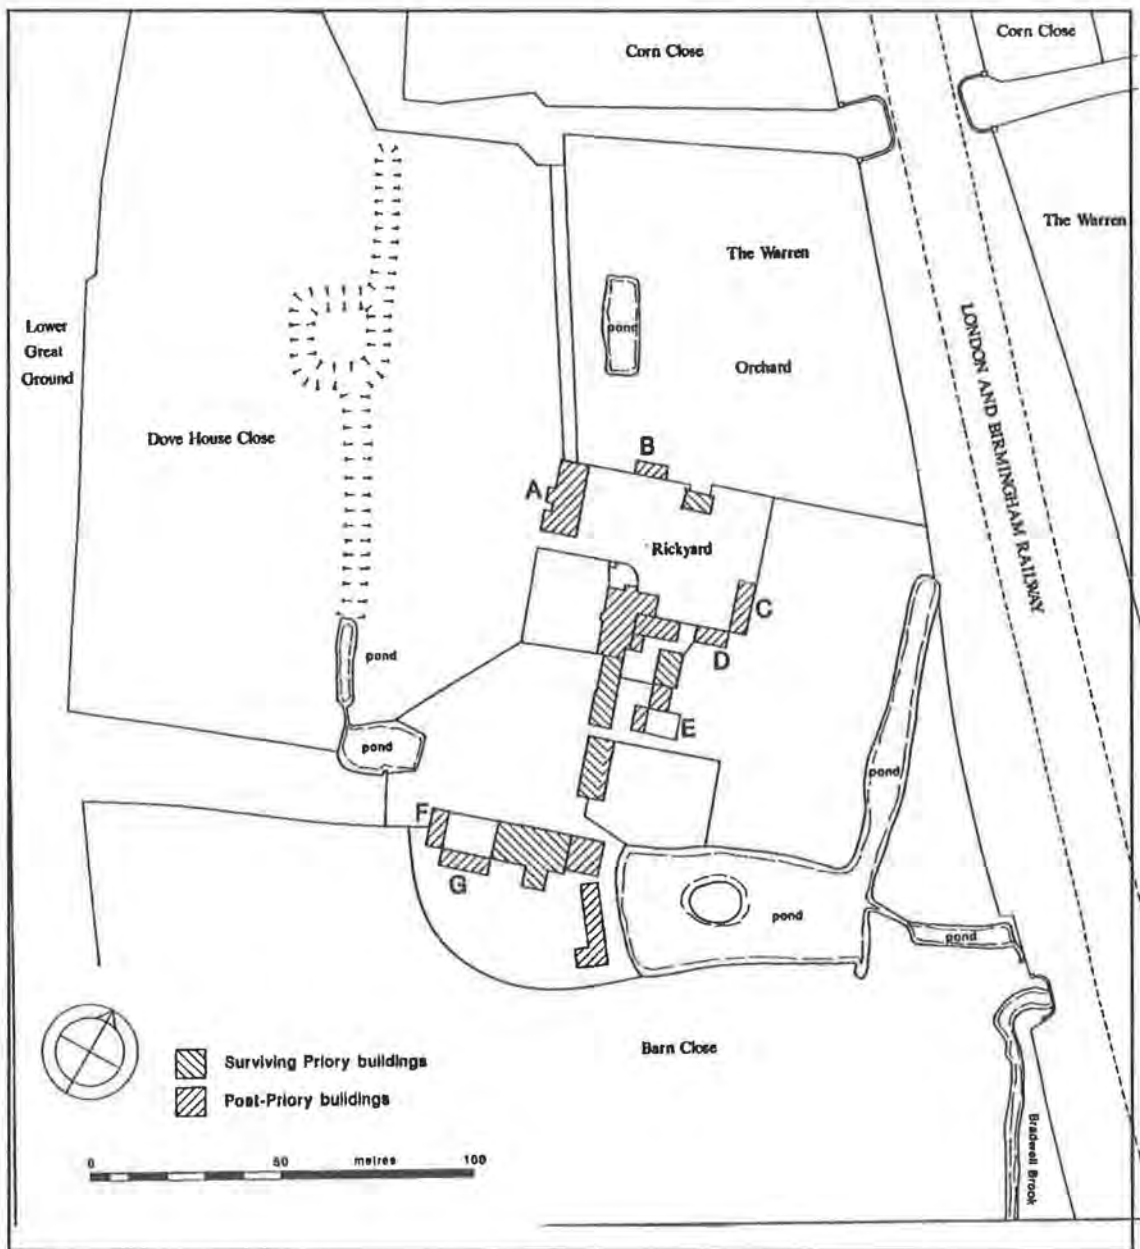 Corn Close
Corn Close
The Warren
The Warren
Lower
Great
Ground
pond
Orchard
LONDON AND BIRMINGHAM RAILWAY
Dove House Close
B
A
Rickyard
C
D
pond
E
pond
pond
F
G
pond
pond
Barn Close
Surviving Priory buildings
Post-Priory buildings
Bradwell Brook
0 50 metres 100